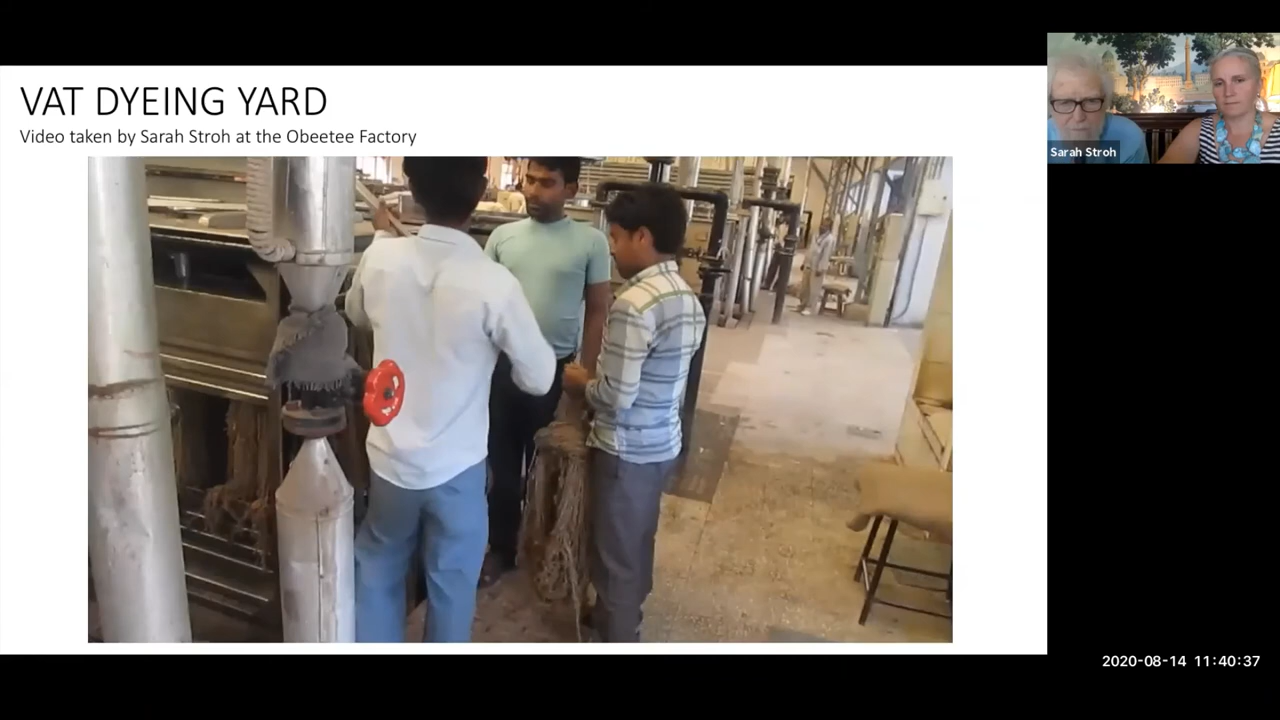 VAT DYEING YARD
Video taken by Sarah Stroh at the Obeetee Factory
Sarah Stroh
2020-08-14 11:40:37